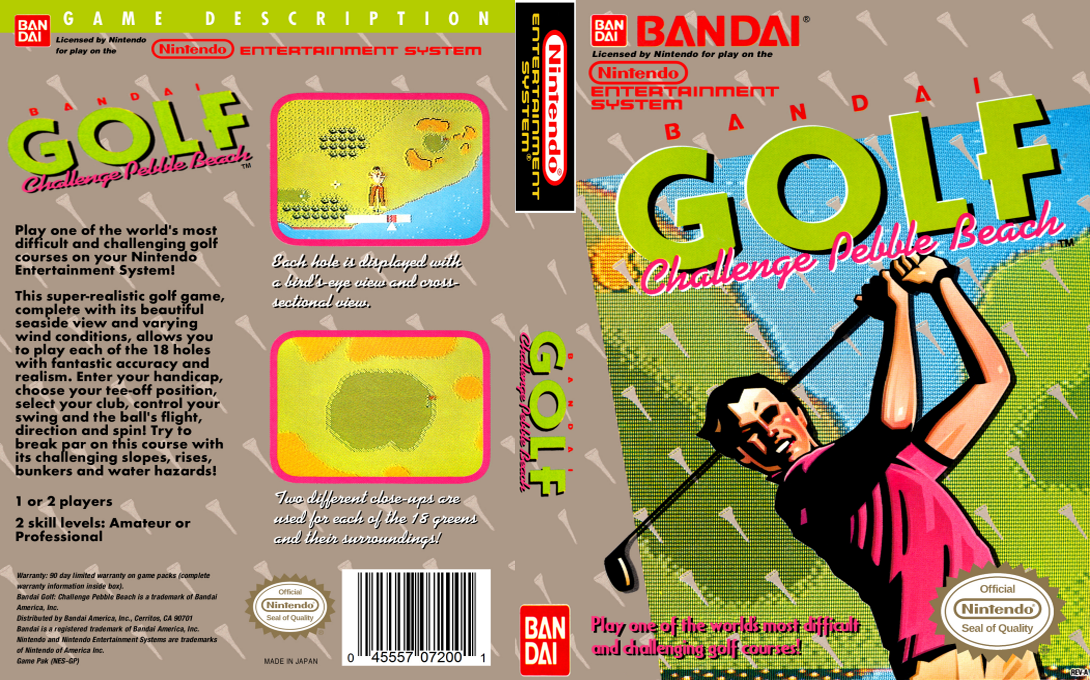 GAME DESCRIPTION
BAN
DAI
Licensed by Nintendo
for play on the
Nintendo ENTERTAINMENT SYSTEM
BANDAI
GOLF
Challenge Pebble Beach™
Play one of the world's most
difficult and challenging golf
courses on your Nintendo
Entertainment System!
This super-realistic golf game,
complete with its beautiful
seaside view and varying
wind conditions, allows you
to play each of the 18 holes
with fantastic accuracy and
realism. Enter your handicap,
choose your tee-off position,
select your club, control your
swing and the ball's flight,
direction and spin! Try to
break par on this course with
its challenging slopes, rises,
bunkers and water hazards!
1 or 2 players
2 skill levels: Amateur or
Professional
Each hole is displayed with
a bird's-eye view and cross-
sectional view.
Two different close-ups are
used for each of the 18 greens
and their surroundings!
Warranty: 90 day limited warranty on game packs (complete
warranty information inside box).
Bandai Golf: Challenge Pebble Beach is a trademark of Bandai
America, Inc.
Distributed by Bandai America, Inc., Cerritos, CA 90701
Bandai is a registered trademark of Bandai America, Inc.
Nintendo and Nintendo Entertainment Systems are trademarks
of Nintendo of America Inc.
Game Pak (NES-GP)
Official
Nintendo®
Seal of Quality
MADE IN JAPAN
0 45557 07200 1
Nintendo®
ENTERTAINMENT
SYSTEM®
BANDAI
GOLF
Challenge Pebble Beach
BAN
DAI
BAN
DAI
BANDAI®
Licensed by Nintendo for play on the
Nintendo
ENTERTAINMENT
SYSTEM
BANDAI
GOLF
Challenge Pebble Beach™
Play one of the world's most difficult
and challenging golf courses!
Official
Nintendo®
Seal of Quality
REV-A